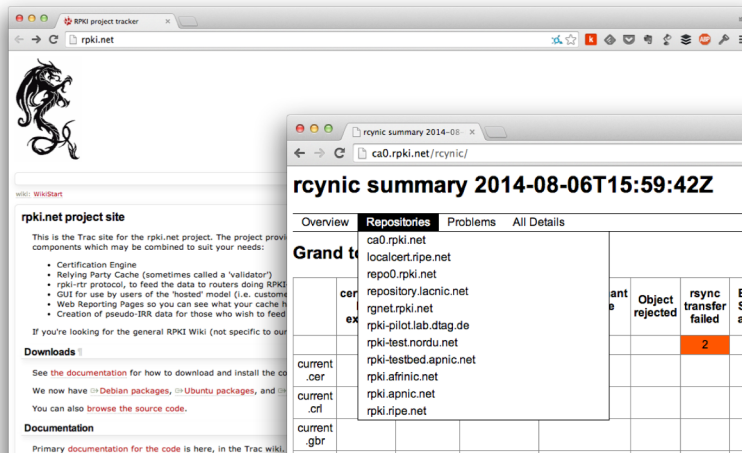 RPKI project tracker
rpki.net
wiki: WikiStart
rpki.net project site
This is the Trac site for the rpki.net project. The project
components which may be combined to suit your needs:
Certification Engine
Relying Party Cache (sometimes called a 'validator')
rpki-rtr protocol, to feed the data to routers doing
GUI for use by users of the 'hosted' model (i.e.
Web Reporting Pages so you can see what your cache
Creation of pseudo-IRR data for those who wish to feed
If you're looking for the general RPKI Wiki (not specific to our
Downloads ¶
See the documentation for how to download and install the
We now have Debian packages, Ubuntu packages, and
You can also browse the source code.
Documentation
Primary documentation for the code is here, in the Trac wiki.
rcynic summary 2014-08-
ca0.rpki.net/rcynic/
rcynic summary 2014-08-06T15:59:42Z
Overview Repositories Problems All Details
ca0.rpki.net
localcert.ripe.net
repo0.rpki.net
repository.lacnic.net
rgnet.rpki.net
rpki-pilot.lab.dtag.de
rpki-test.nordu.net
rpki-testbed.apnic.net
rpki.afrinic.net
rpki.apnic.net
rpki.ripe.net
Grand
Object rejected
rsync transfer failed
2
current .cer
current .crl
current .gbr